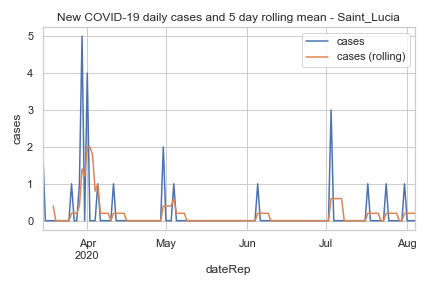 New COVID-19 daily cases and 5 day rolling mean - Saint_Lucia
cases
cases (rolling)
5
4
3
2
1
0
cases
Apr May Jun Jul Aug
2020
dateRep